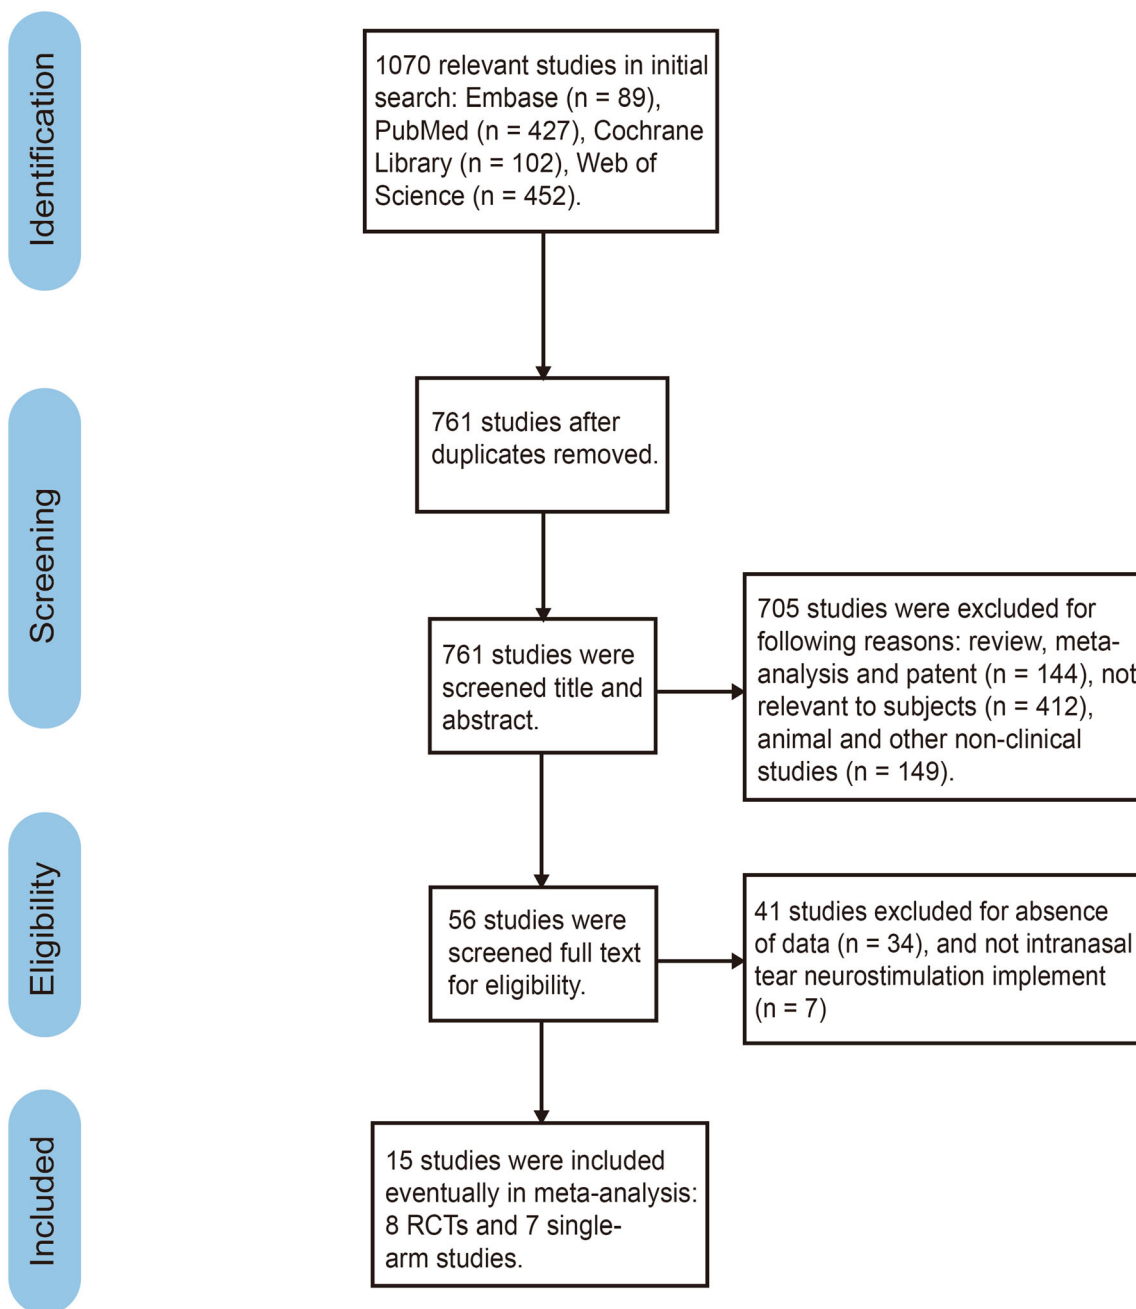 Identification
1070 relevant studies in initial
search: Embase (n = 89),
PubMed (n = 427), Cochrane
Library (n = 102), Web of
Science (n = 452).
Screening
761 studies after
duplicates removed.
761 studies were
screened title and
abstract.
705 studies were excluded for
following reasons: review, meta-
analysis and patent (n = 144), not
relevant to subjects (n = 412),
animal and other non-clinical
studies (n = 149).
Eligibility
56 studies were
screened full text
for eligibility.
41 studies excluded for absence
of data (n = 34), and not intranasal
tear neurostimulation implement
(n = 7)
Included
15 studies were included
eventually in meta-analysis:
8 RCTs and 7 single-
arm studies.